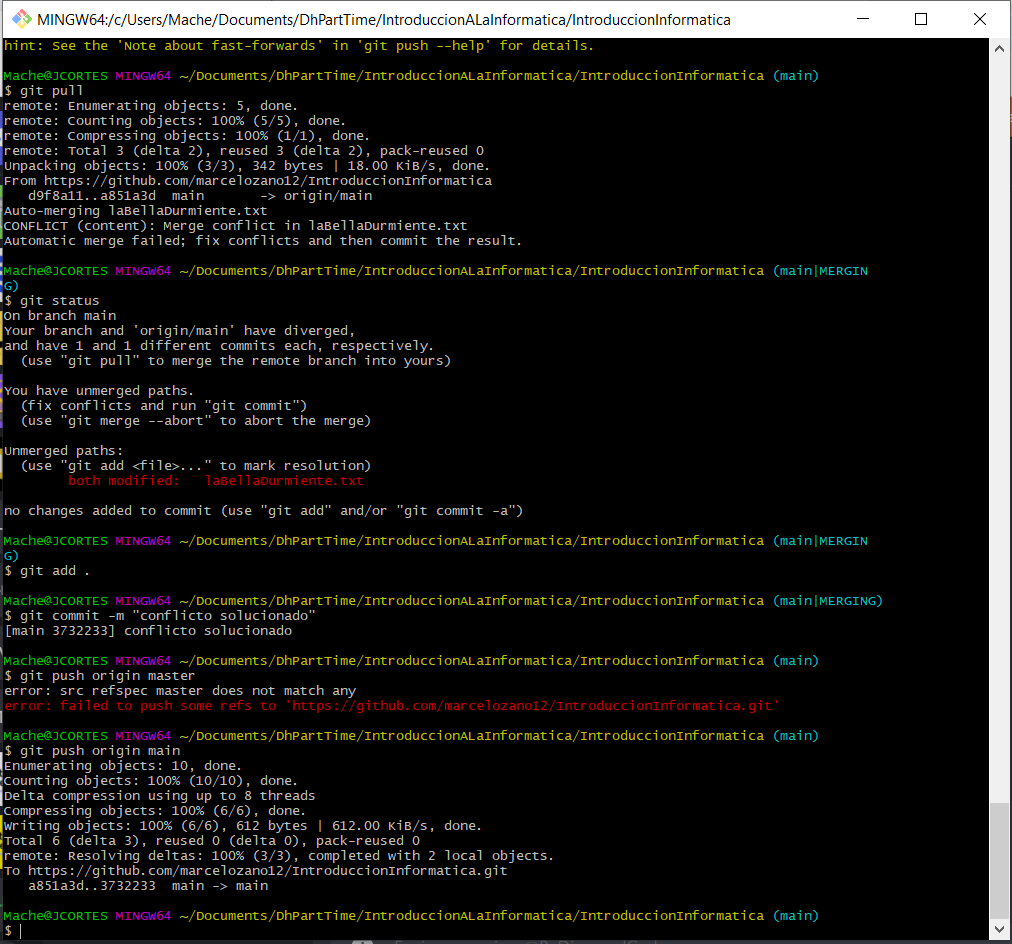 MINGW64:/c/Users/Mache/Documents/DhPartTime/IntroduccionALaInformatica/IntroduccionInformatica
hint: See the 'Note about fast-forwards' in 'git push --help' for details.
Mache@JCORTES MINGW64 ~/Documents/DhPartTime/IntroduccionALaInformatica/IntroduccionInformatica (main)
$ git pull
remote: Enumerating objects: 5, done.
remote: Counting objects: 100% (5/5), done.
remote: Compressing objects: 100% (1/1), done.
remote: Total 3 (delta 2), reused 3 (delta 2), pack-reused 0
Unpacking objects: 100% (3/3), 342 bytes | 18.00 KiB/s, done.
From https://github.com/marcelozano12/IntroduccionInformatica
   d9f8a11..a851a3d  main       -> origin/main
Auto-merging laBellaDurmiente.txt
CONFLICT (content): Merge conflict in laBellaDurmiente.txt
Automatic merge failed; fix conflicts and then commit the result.
Mache@JCORTES MINGW64 ~/Documents/DhPartTime/IntroduccionALaInformatica/IntroduccionInformatica (main|MERGIN
G)
$ git status
On branch main
Your branch and 'origin/main' have diverged,
and have 1 and 1 different commits each, respectively.
  (use "git pull" to merge the remote branch into yours)
You have unmerged paths.
  (fix conflicts and run "git commit")
  (use "git merge --abort" to abort the merge)
Unmerged paths:
  (use "git add <file>..." to mark resolution)
        both modified:   laBellaDurmiente.txt
no changes added to commit (use "git add" and/or "git commit -a")
Mache@JCORTES MINGW64 ~/Documents/DhPartTime/IntroduccionALaInformatica/IntroduccionInformatica (main|MERGIN
G)
$ git add .
Mache@JCORTES MINGW64 ~/Documents/DhPartTime/IntroduccionALaInformatica/IntroduccionInformatica (main|MERGING)
$ git commit -m "conflicto solucionado"
[main 3732233] conflicto solucionado
Mache@JCORTES MINGW64 ~/Documents/DhPartTime/IntroduccionALaInformatica/IntroduccionInformatica (main)
$ git push origin master
error: src refspec master does not match any
error: failed to push some refs to 'https://github.com/marcelozano12/IntroduccionInformatica.git'
Mache@JCORTES MINGW64 ~/Documents/DhPartTime/IntroduccionALaInformatica/IntroduccionInformatica (main)
$ git push origin main
Enumerating objects: 10, done.
Counting objects: 100% (10/10), done.
Delta compression using up to 8 threads
Compressing objects: 100% (6/6), done.
Writing objects: 100% (6/6), 612 bytes | 612.00 KiB/s, done.
Total 6 (delta 3), reused 0 (delta 0), pack-reused 0
remote: Resolving deltas: 100% (3/3), completed with 2 local objects.
To https://github.com/marcelozano12/IntroduccionInformatica.git
   a851a3d..3732233  main -> main
Mache@JCORTES MINGW64 ~/Documents/DhPartTime/IntroduccionALaInformatica/IntroduccionInformatica (main)
$